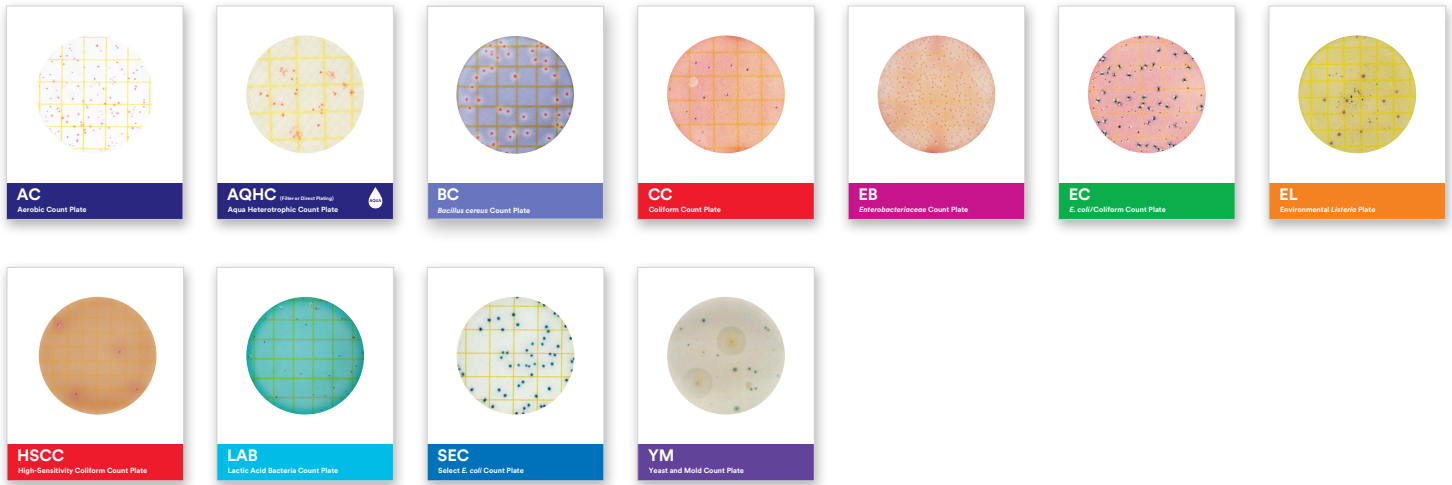 AC
Aerobic Count Plate
AQHC (Filter or Direct Plating)
Aqua Heterotrophic Count Plate
AQUA
BC
Bacillus cereus Count Plate
CC
Coliform Count Plate
EB
Enterobacteriaceae Count Plate
EC
E. coli/Coliform Count Plate
EL
Environmental Listeria Plate
HSCC
High-Sensitivity Coliform Count Plate
LAB
Lactic Acid Bacteria Count Plate
SEC
Select E. coli Count Plate
YM
Yeast and Mold Count Plate